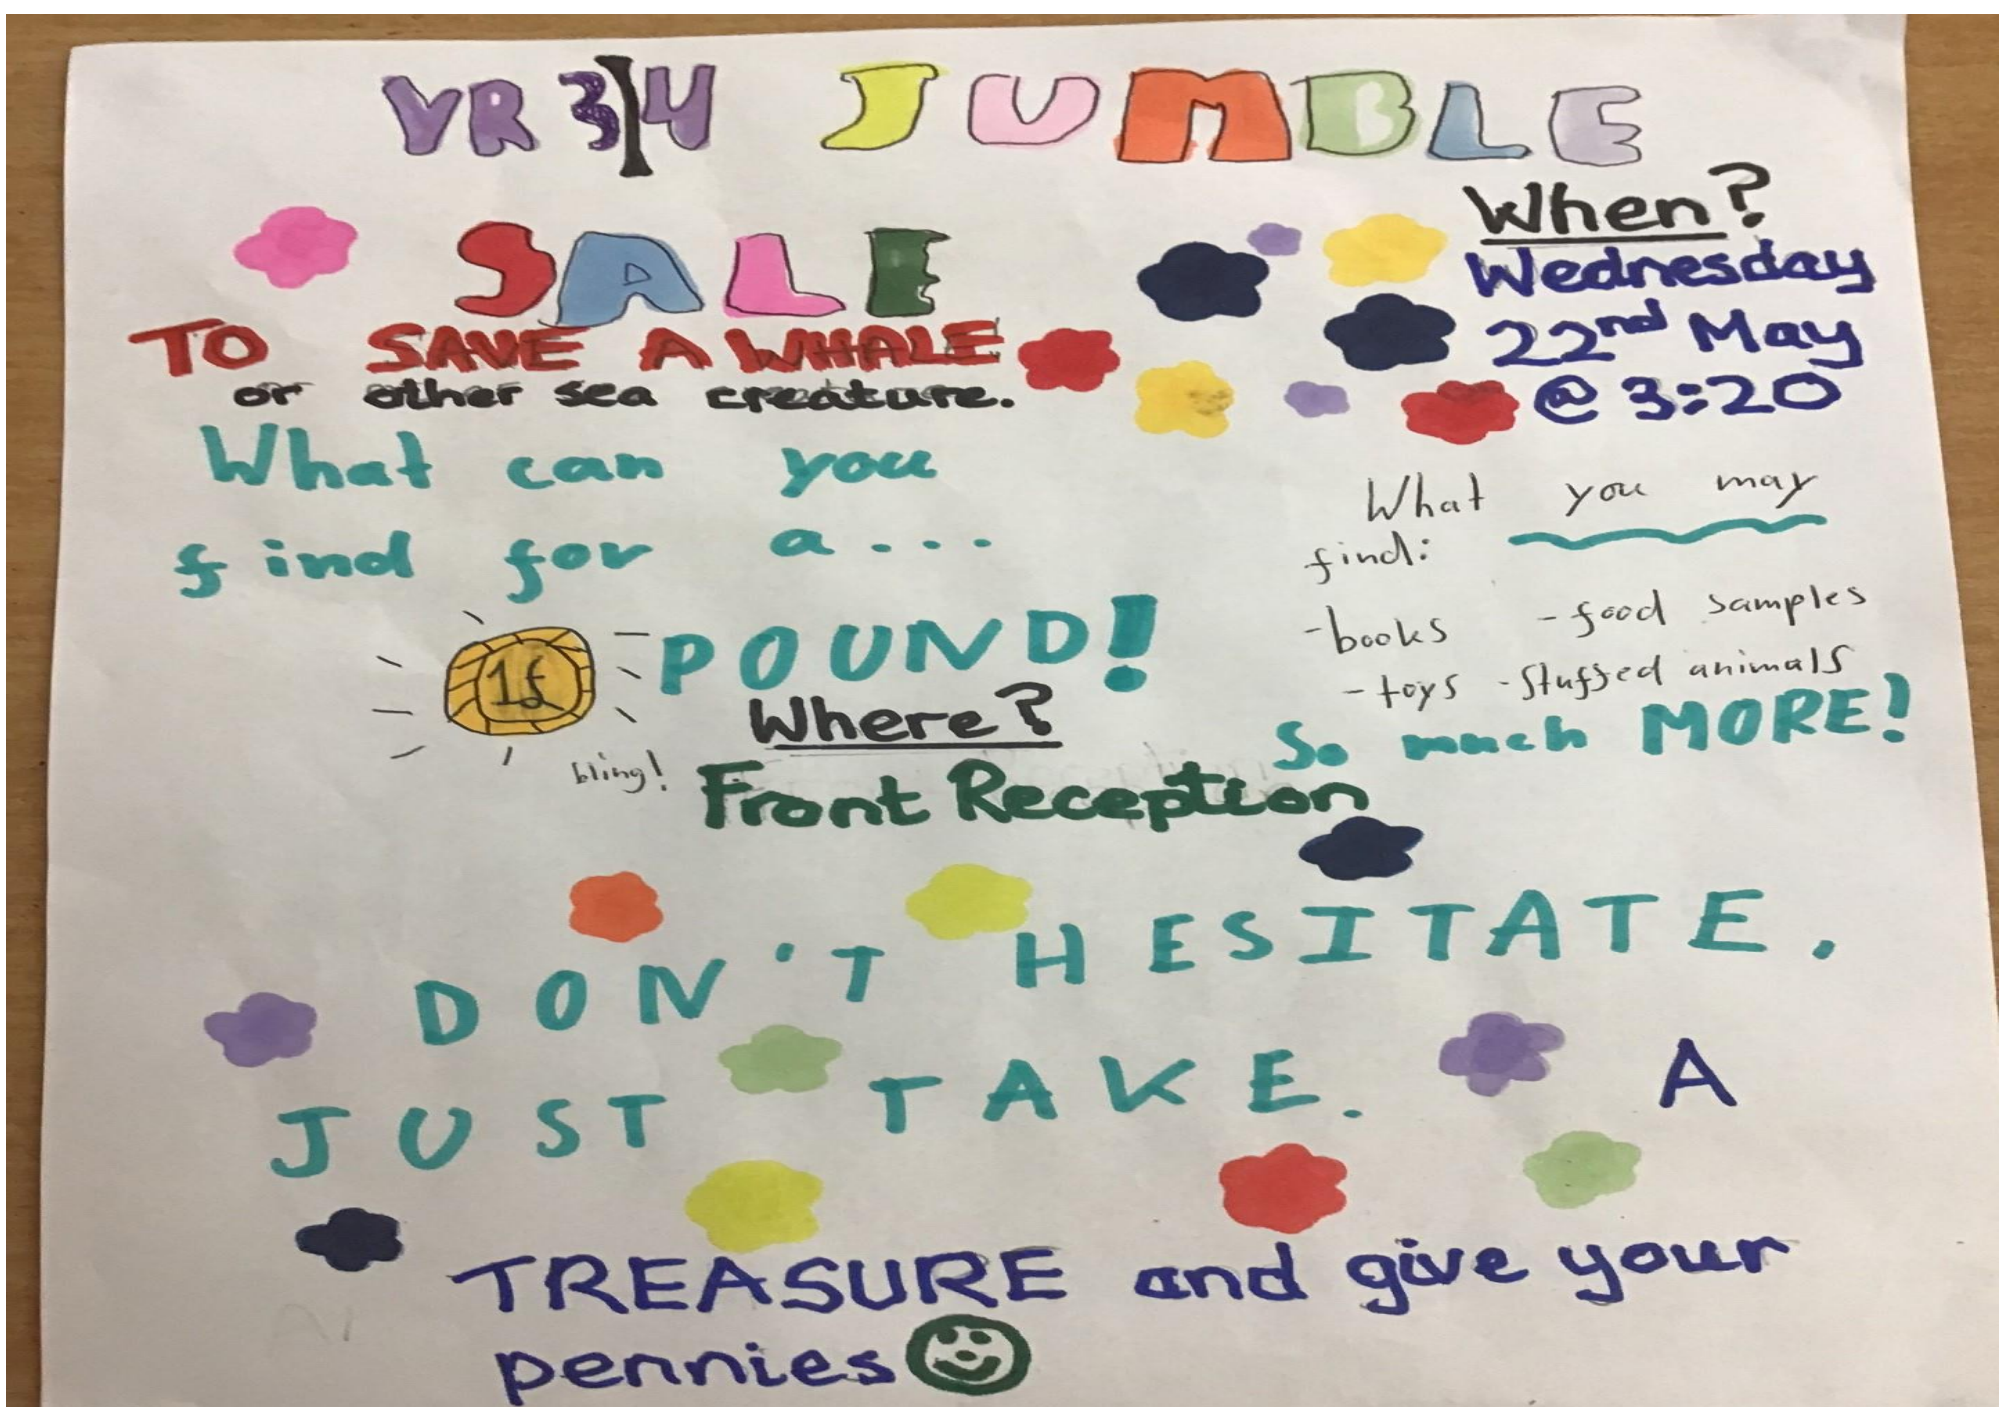 YR 3/4 JUMBLE
SALE
TO SAVE A WHALE
or other sea creature.
When?
Wednesday
22nd May
@ 3:20
What can you
find for a...
1£ POUND!
bling!
What you may
find:
-books -food samples
-toys -stuffed animals
So much MORE!
Where?
Front Reception
DON'T HESITATE.
JUST TAKE. A
TREASURE and give your
pennies